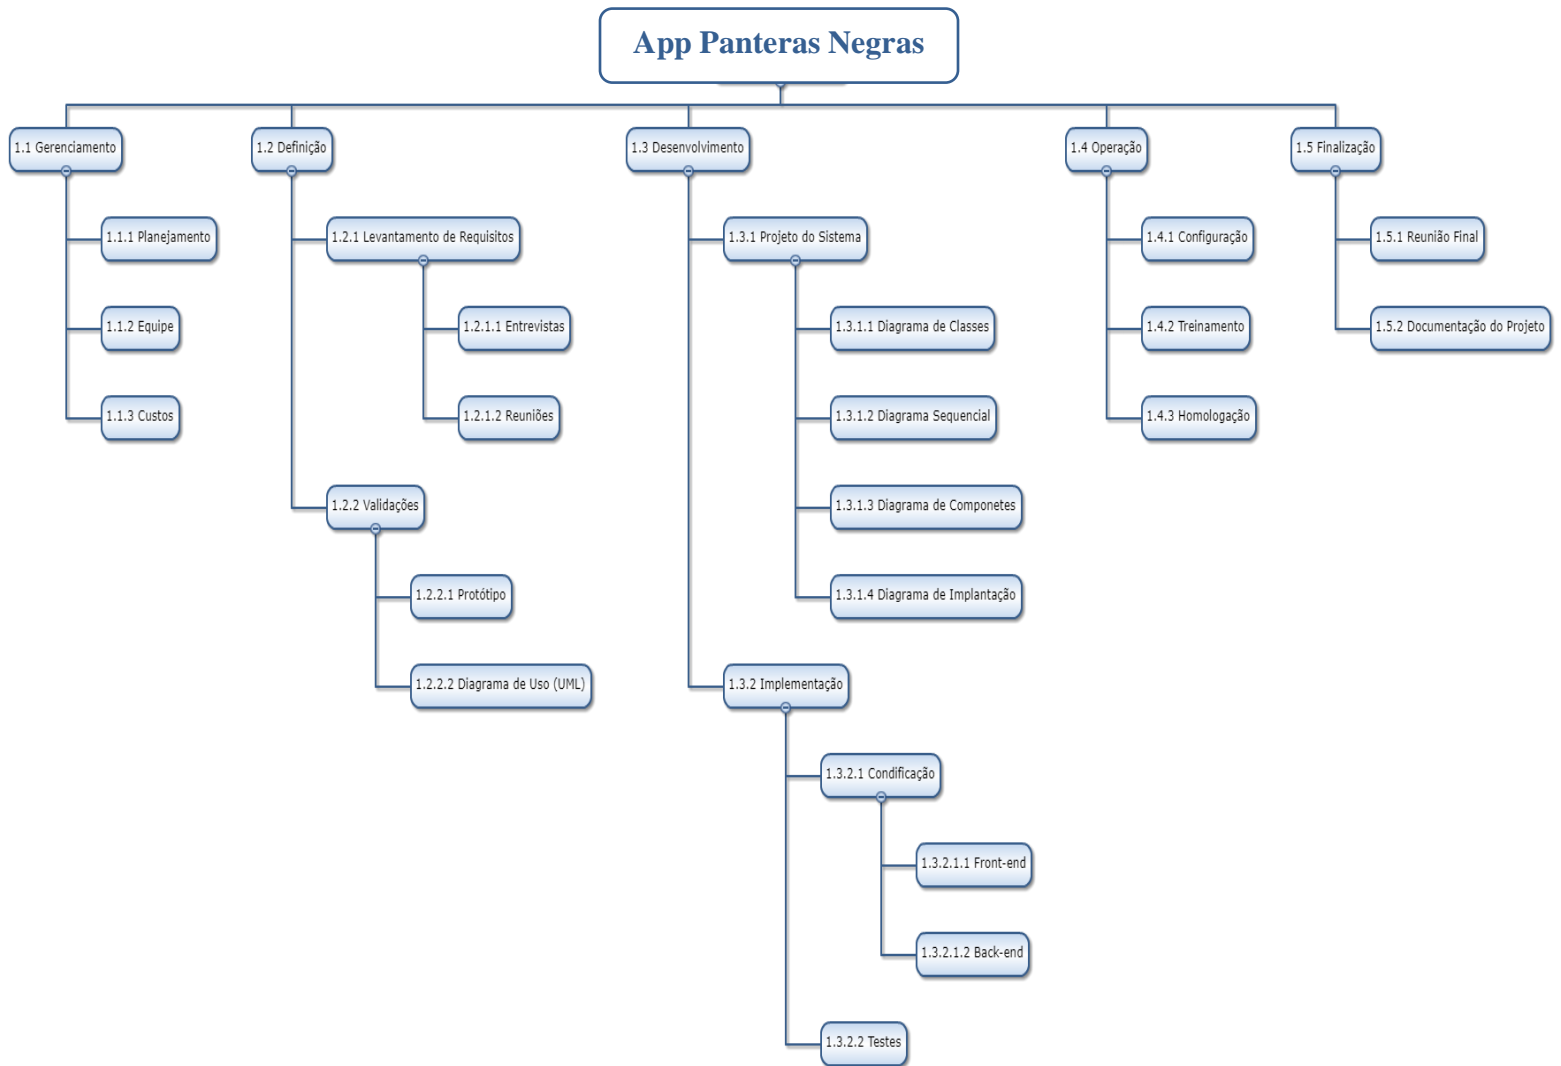 App Panteras Negras
1.1 Gerenciamento
1.1.1 Planejamento
1.1.2 Equipe
1.1.3 Custos
1.2 Definição
1.2.1 Levantamento de Requisitos
1.2.1.1 Entrevistas
1.2.1.2 Reuniões
1.2.2 Validações
1.2.2.1 Protótipo
1.2.2.2 Diagrama de Uso (UML)
1.3 Desenvolvimento
1.3.1 Projeto do Sistema
1.3.1.1 Diagrama de Classes
1.3.1.2 Diagrama Sequencial
1.3.1.3 Diagrama de Componetes
1.3.1.4 Diagrama de Implantação
1.3.2 Implementação
1.3.2.1 Condificação
1.3.2.1.1 Front-end
1.3.2.1.2 Back-end
1.3.2.2 Testes
1.4 Operação
1.4.1 Configuração
1.4.2 Treinamento
1.4.3 Homologação
1.5 Finalização
1.5.1 Reunião Final
1.5.2 Documentação do Projeto